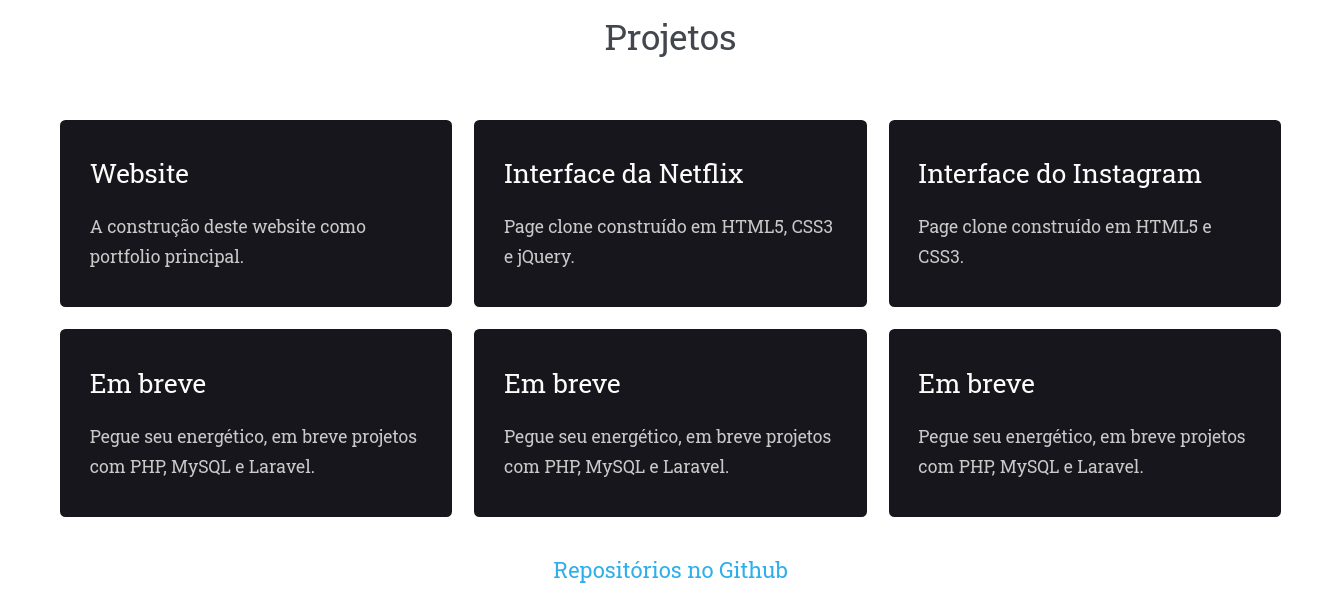 Projetos
Website
A construção deste website como
portfolio principal.
Interface da Netflix
Page clone construído em HTML5, CSS3
e jQuery.
Interface do Instagram
Page clone construído em HTML5 e
CSS3.
Em breve
Pegue seu energético, em breve projetos
com PHP, MySQL e Laravel.
Em breve
Pegue seu energético, em breve projetos
com PHP, MySQL e Laravel.
Em breve
Pegue seu energético, em breve projetos
com PHP, MySQL e Laravel.
Repositórios no Github